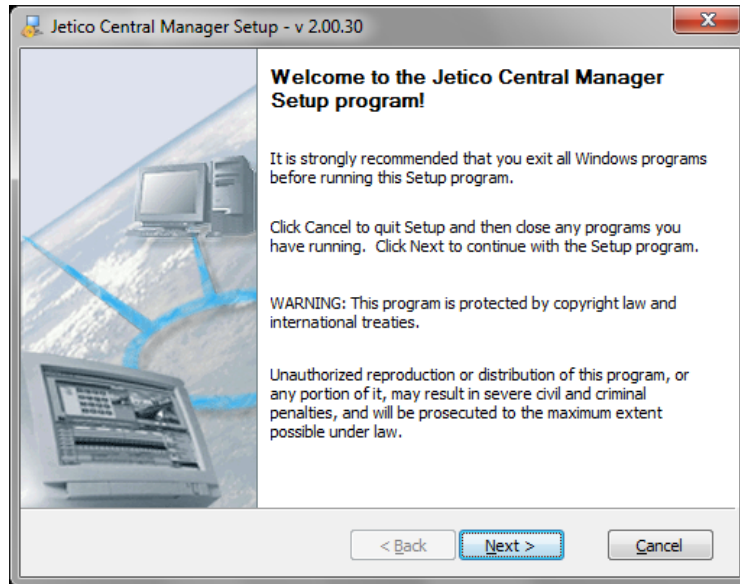 Jetico Central Manager Setup - v 2.00.30
Welcome to the Jetico Central Manager
Setup program!
It is strongly recommended that you exit all Windows programs
before running this Setup program.
Click Cancel to quit Setup and then close any programs you
have running.  Click Next to continue with the Setup program.
WARNING: This program is protected by copyright law and
international treaties.
Unauthorized reproduction or distribution of this program, or
any portion of it, may result in severe civil and criminal
penalties, and will be prosecuted to the maximum extent
possible under law.
< Back Next > Cancel